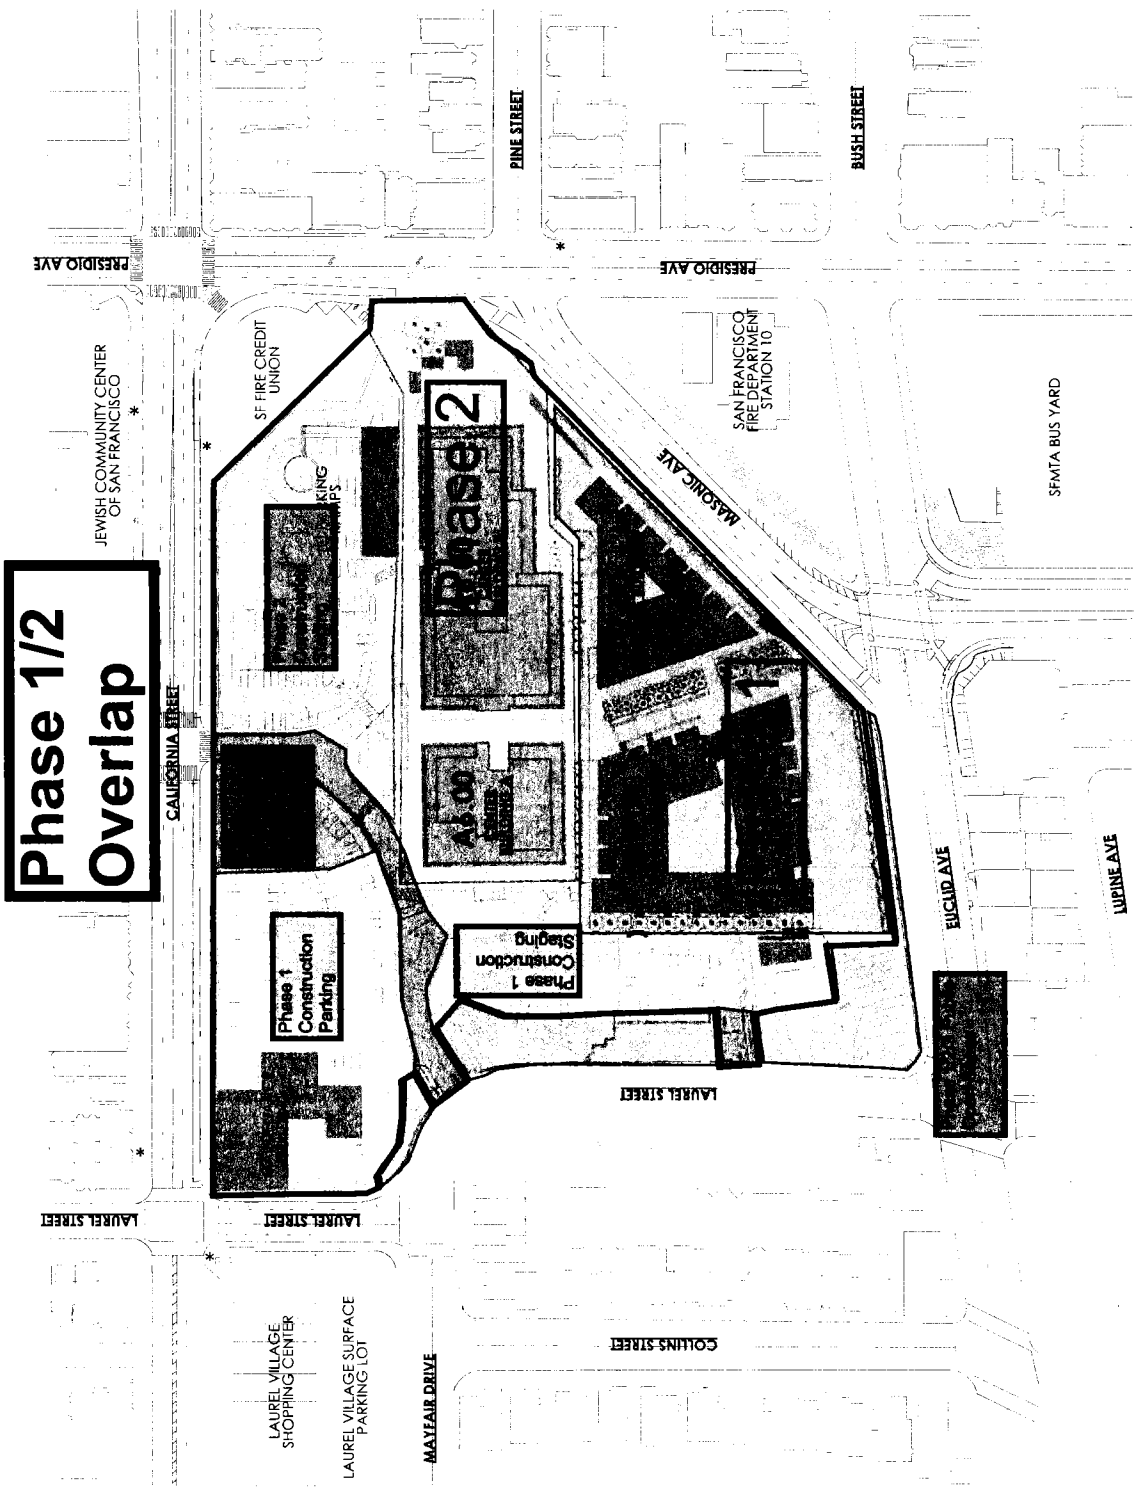 Phase 1/2
Overlap
CALIFORNIA STREET
JEWISH COMMUNITY CENTER
OF SAN FRANCISCO
PRESIDIO AVE
PINE STREET
BUSH STREET
PRESIDIO AVE
SF FIRE CREDIT
UNION
SAN FRANCISCO
FIRE DEPARTMENT
STATION 10
MASONIC AVE
SFMTA BUS YARD
Phase 2
1
A6.00
Phase 1
Construction
Parking
Phase 1
Construction
Staging
EUCLID AVE
LUPINE AVE
LAUREL STREET
LAUREL STREET
LAUREL STREET
LAUREL VILLAGE
SHOPPING CENTER
LAUREL VILLAGE SURFACE
PARKING LOT
MAYFAIR DRIVE
COLLINS STREET